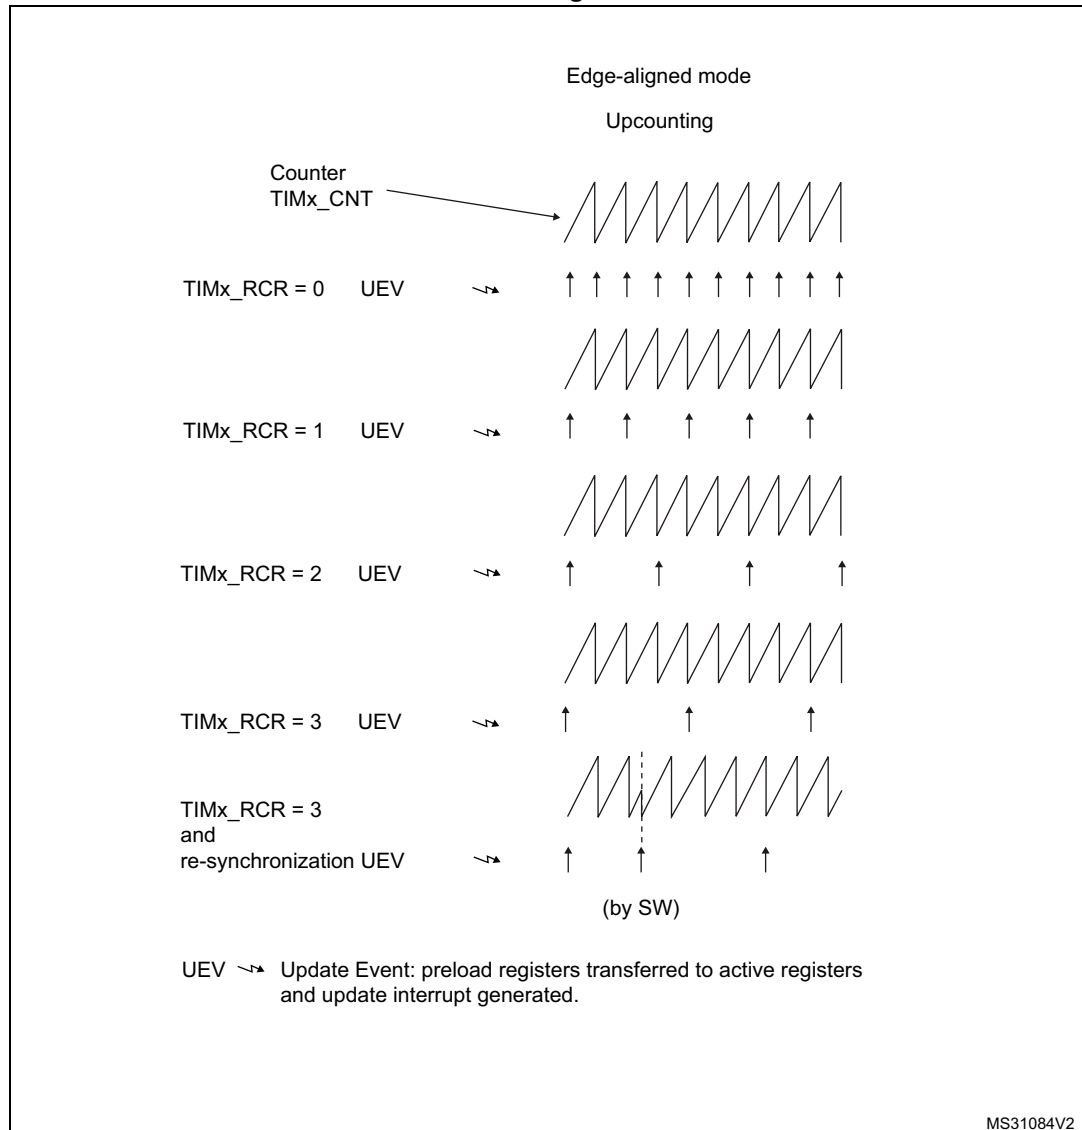 Edge-aligned mode
Upcounting
Counter
TIMx_CNT
TIMx_RCR = 0 UEV
TIMx_RCR = 1 UEV
TIMx_RCR = 2 UEV
TIMx_RCR = 3 UEV
TIMx_RCR = 3
and
re-synchronization UEV
(by SW)
UEV Update Event: preload registers transferred to active registers
and update interrupt generated.
MS31084V2